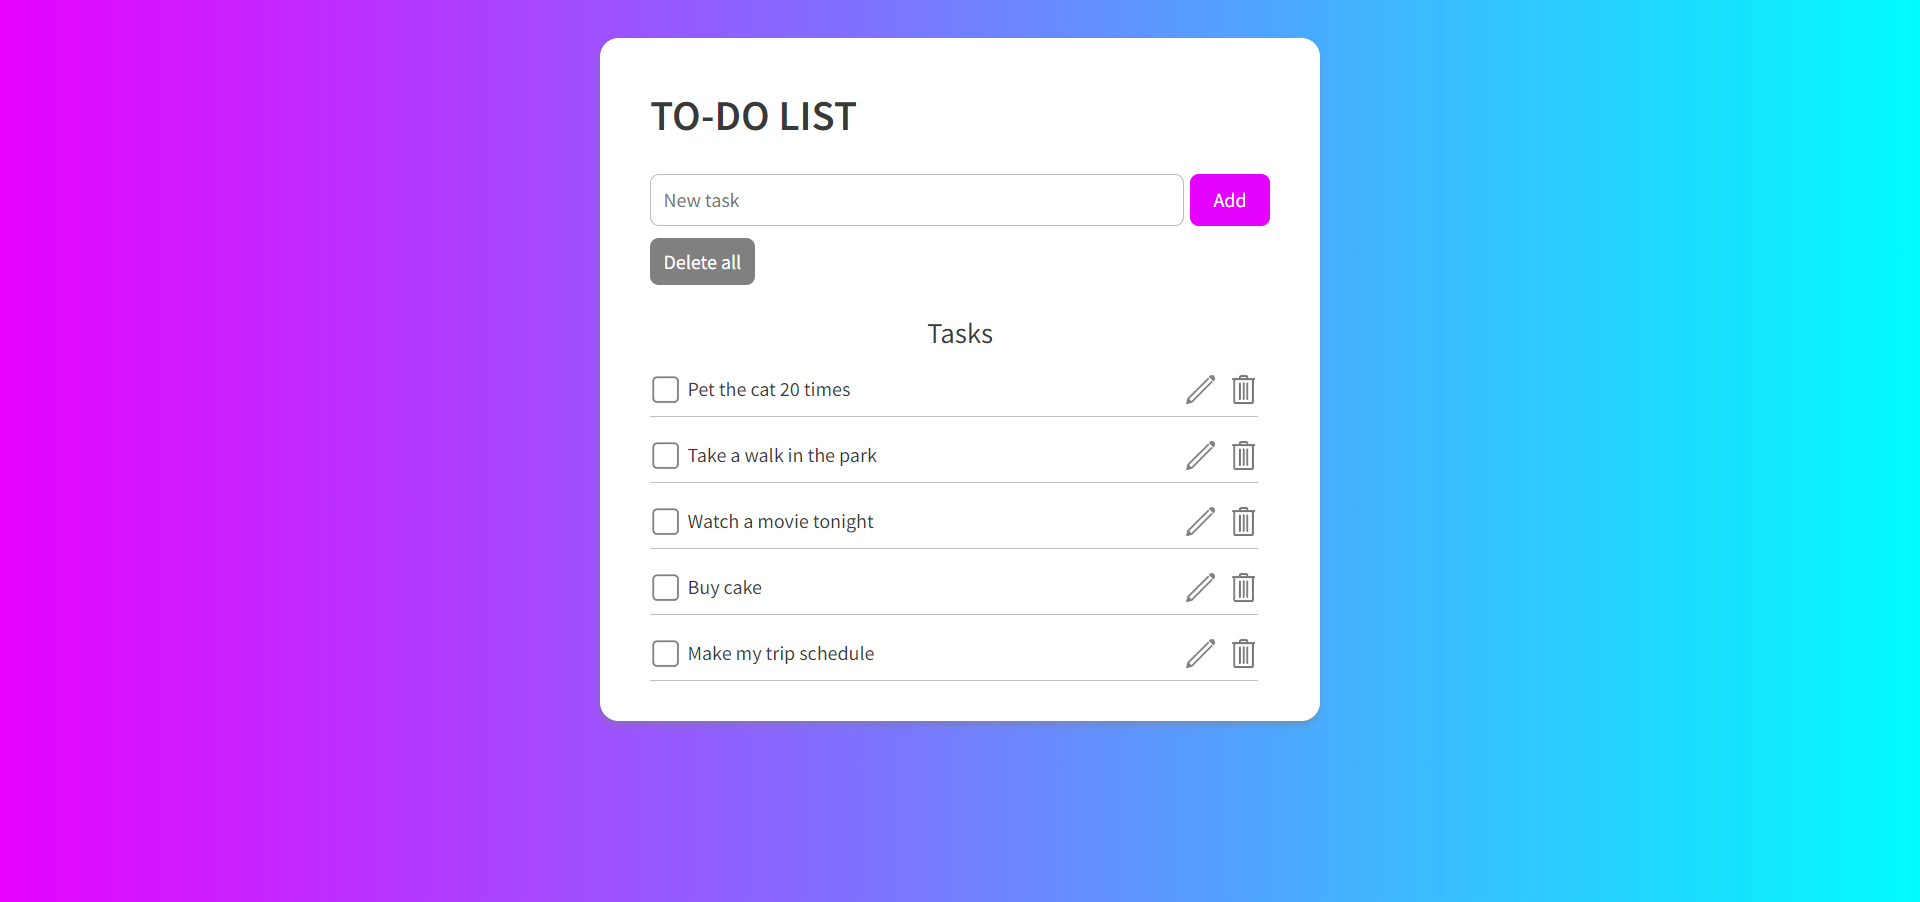 TO-DO LIST
New task
Add
Delete all
Tasks
Pet the cat 20 times
Take a walk in the park
Watch a movie tonight
Buy cake
Make my trip schedule